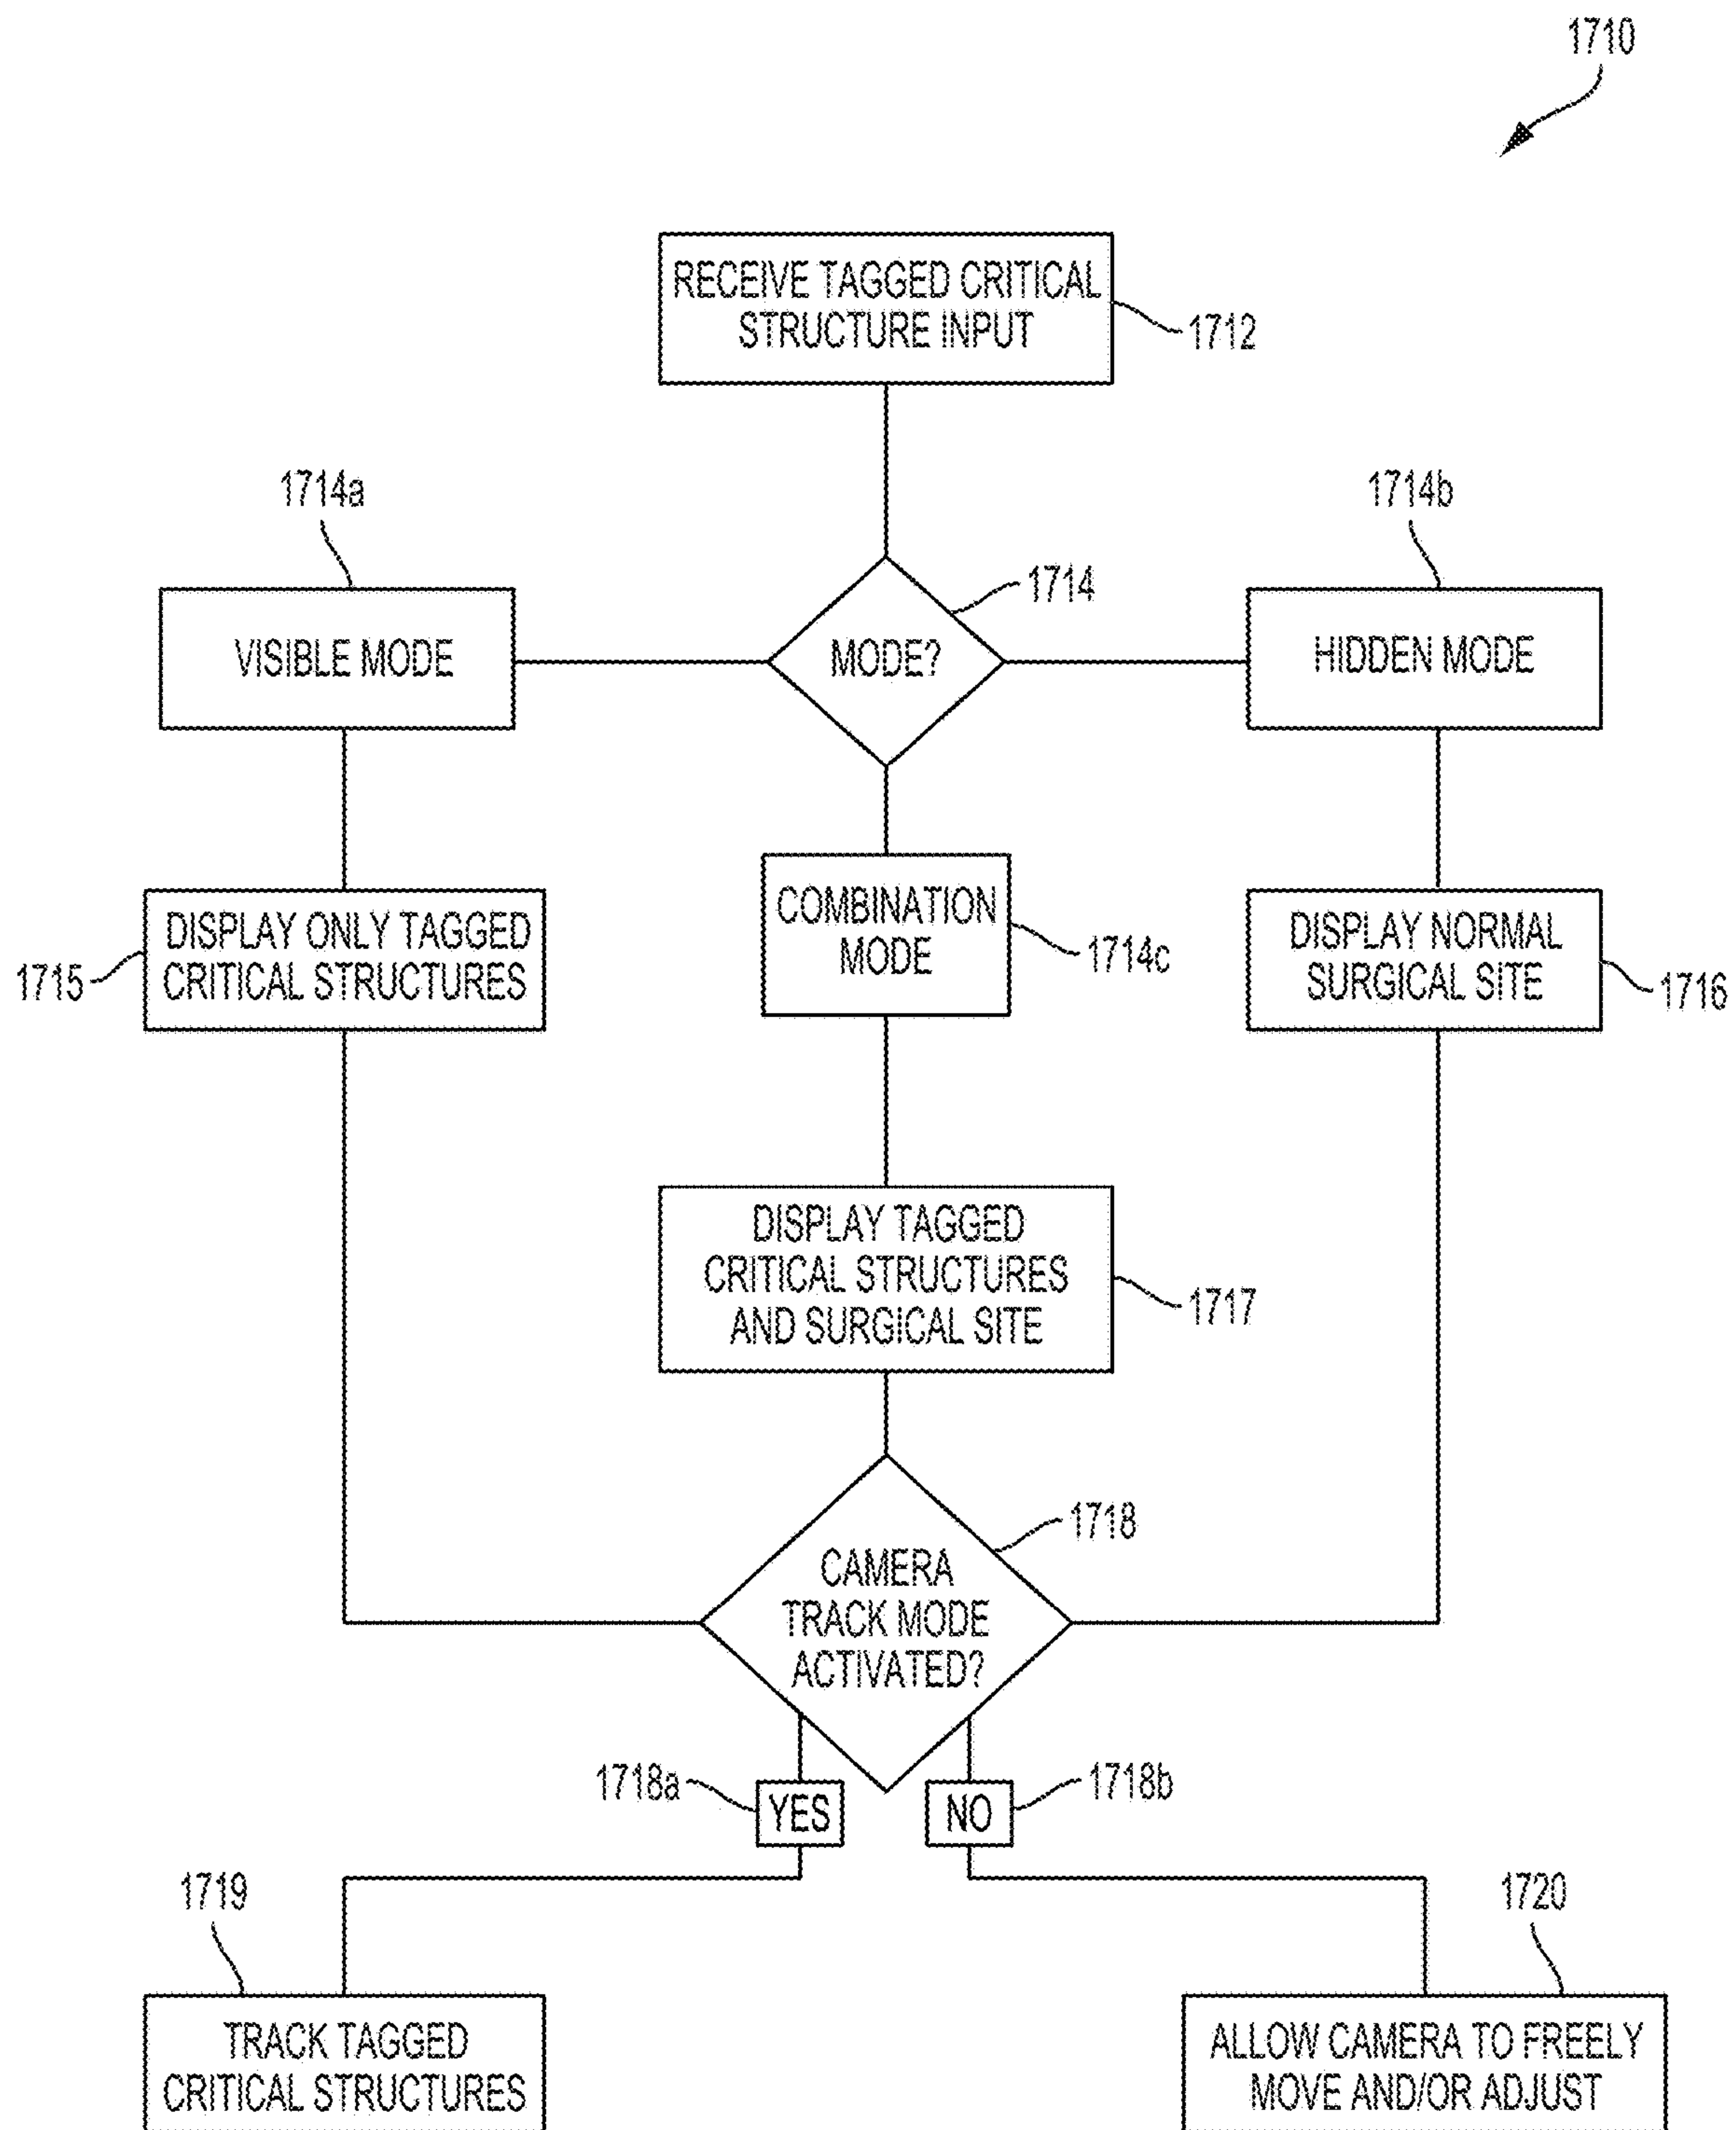 1710
RECEIVE TAGGED CRITICAL
STRUCTURE INPUT
1712
1714a
1714b
1714
VISIBLE MODE
MODE?
HIDDEN MODE
DISPLAY ONLY TAGGED
CRITICAL STRUCTURES
1715
COMBINATION
MODE
1714c
DISPLAY NORMAL
SURGICAL SITE
1716
DISPLAY TAGGED
CRITICAL STRUCTURES
AND SURGICAL SITE
1717
1718
CAMERA
TRACK MODE
ACTIVATED?
1718a
YES
NO
1718b
1719
1720
TRACK TAGGED
CRITICAL STRUCTURES
ALLOW CAMERA TO FREELY
MOVE AND/OR ADJUST